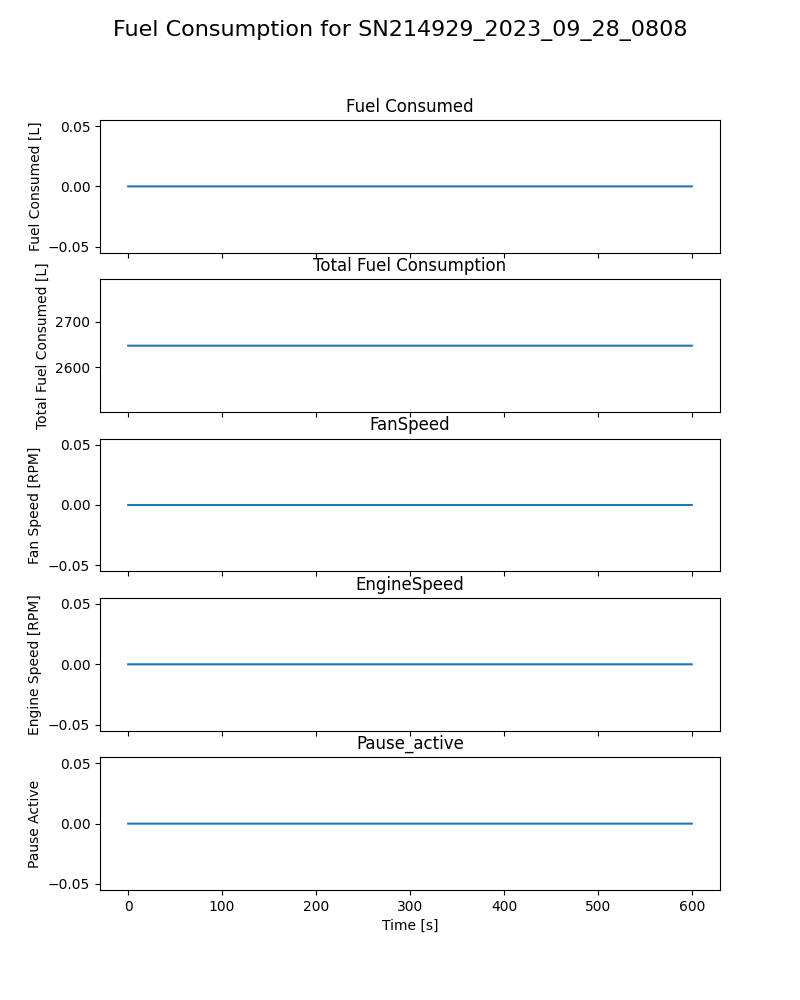 Fuel Consumption for SN214929_2023_09_28_0808
Fuel Consumed
Fuel Consumed [L]
0.05
0.00
−0.05
Total Fuel Consumption
Total Fuel Consumed [L]
2700
2600
FanSpeed
Fan Speed [RPM]
0.05
0.00
−0.05
EngineSpeed
Engine Speed [RPM]
0.05
0.00
−0.05
Pause_active
Pause Active
0.05
0.00
−0.05
0 100 200 300 400 500 600
Time [s]